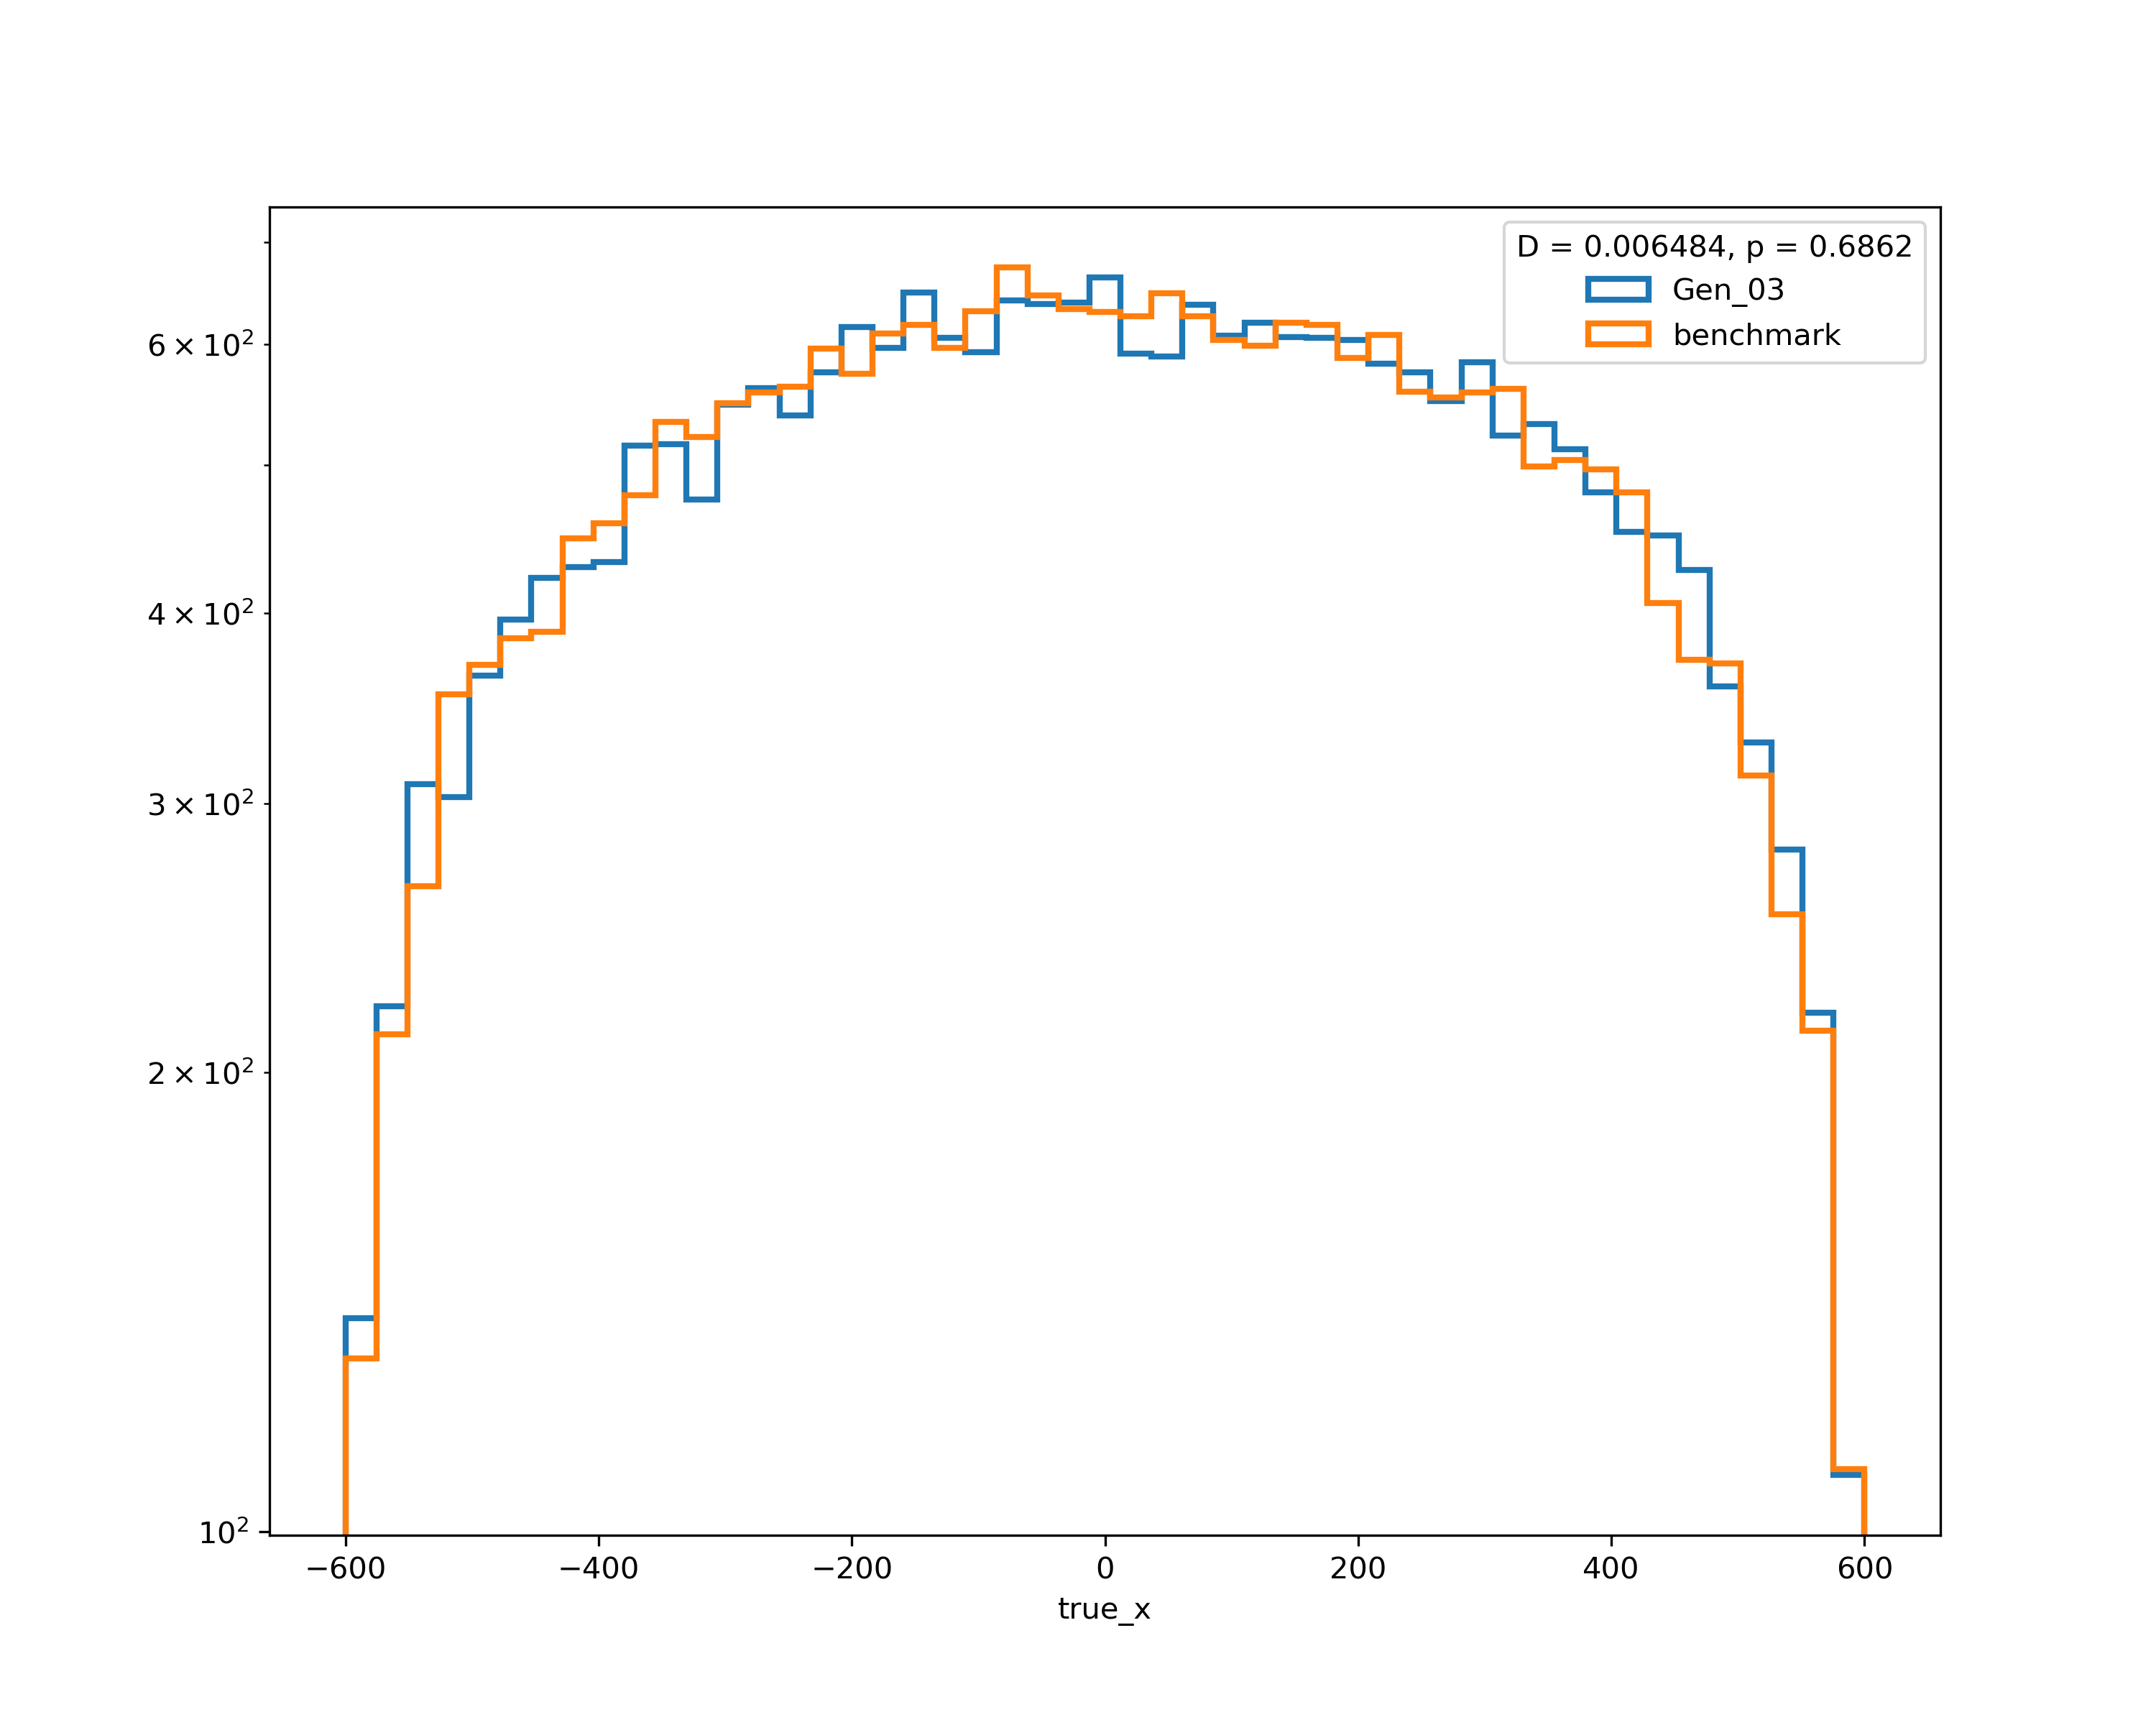 D = 0.006484, p = 0.6862
Gen_03
benchmark
6 × 10²
4 × 10²
3 × 10²
2 × 10²
10²
−600 −400 −200 0 200 400 600
true_x